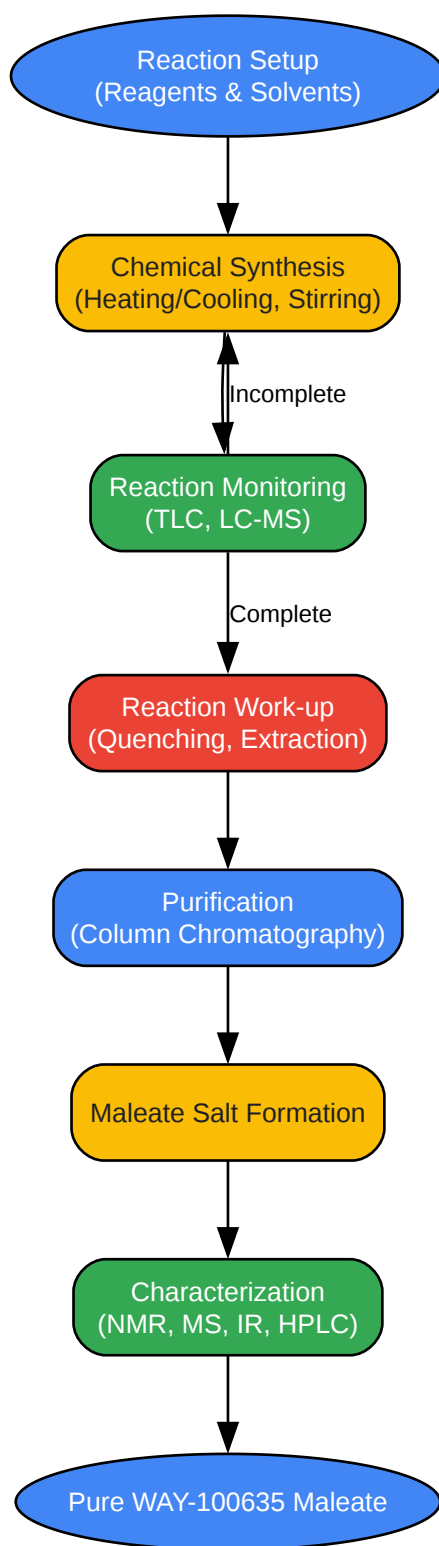 Reaction Setup
(Reagents & Solvents)
Chemical Synthesis
(Heating/Cooling, Stirring)
Incomplete
Reaction Monitoring
(TLC, LC-MS)
Complete
Reaction Work-up
(Quenching, Extraction)
Purification
(Column Chromatography)
Maleate Salt Formation
Characterization
(NMR, MS, IR, HPLC)
Pure WAY-100635 Maleate